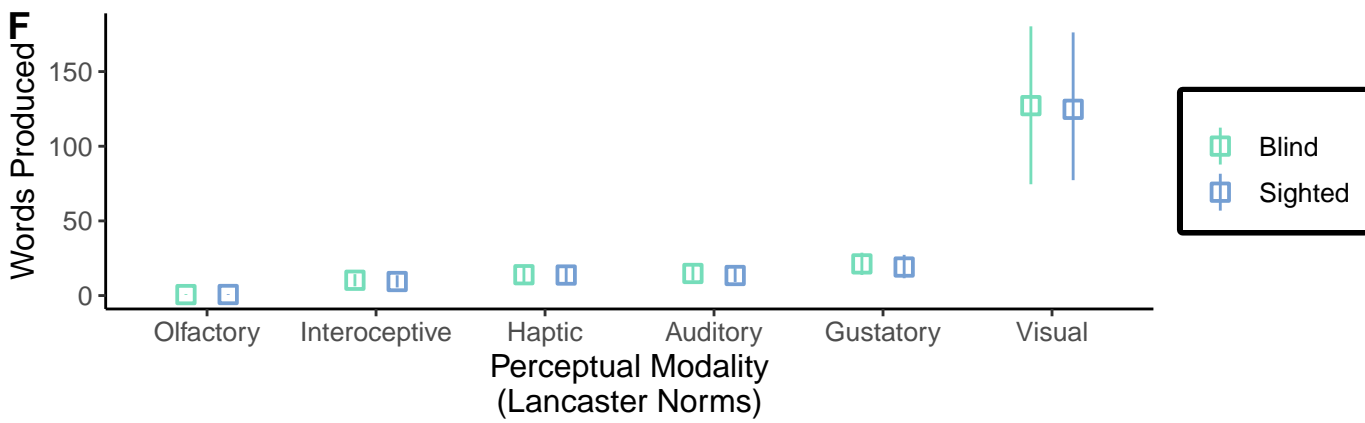 F
Words Produced
150
100
50
0
Olfactory Interoceptive Haptic Auditory Gustatory Visual
Perceptual Modality
(Lancaster Norms)
Blind
Sighted